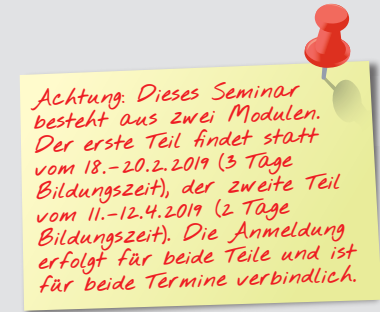 Achtung: Dieses Seminar
besteht aus zwei Modulen.
Der erste Teil findet statt
vom 18.–20.2.2019 (3 Tage
Bildungszeit), der zweite Teil
vom 11.–12.4.2019 (2 Tage
Bildungszeit). Die Anmeldung
erfolgt für beide Teile und ist
für beide Termine verbindlich.